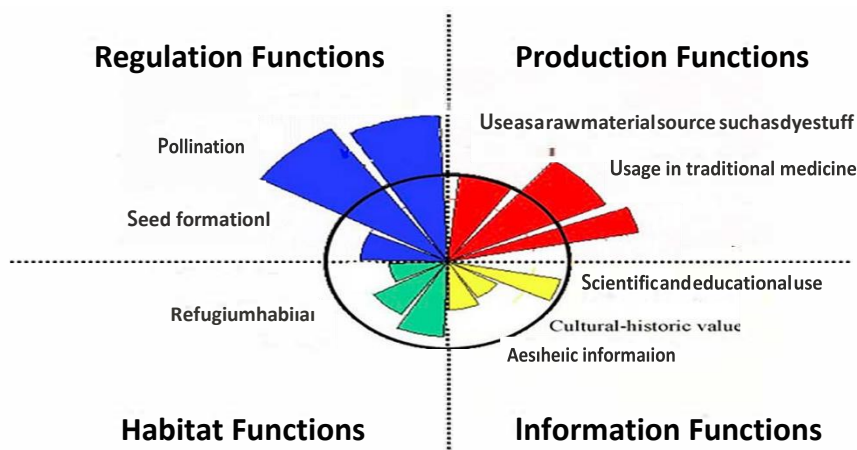 Regulation Functions
Production Functions
Useasarawmaterialsource suchasdyestuff
Pollination
Usage in traditional medicine
Seed formationl
Scientificandeducationaluse
Refugiumhabiıaı
Cultural-historic value
Aesıheıic informaıion
Habitat Functions
Information Functions